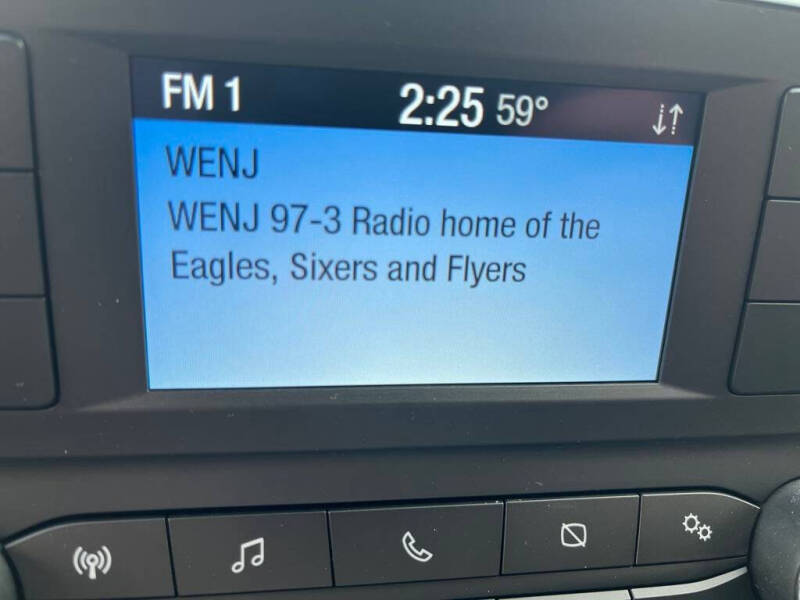 FM 1 2:25 59°
WENJ
WENJ 97-3 Radio home of the
Eagles, Sixers and Flyers